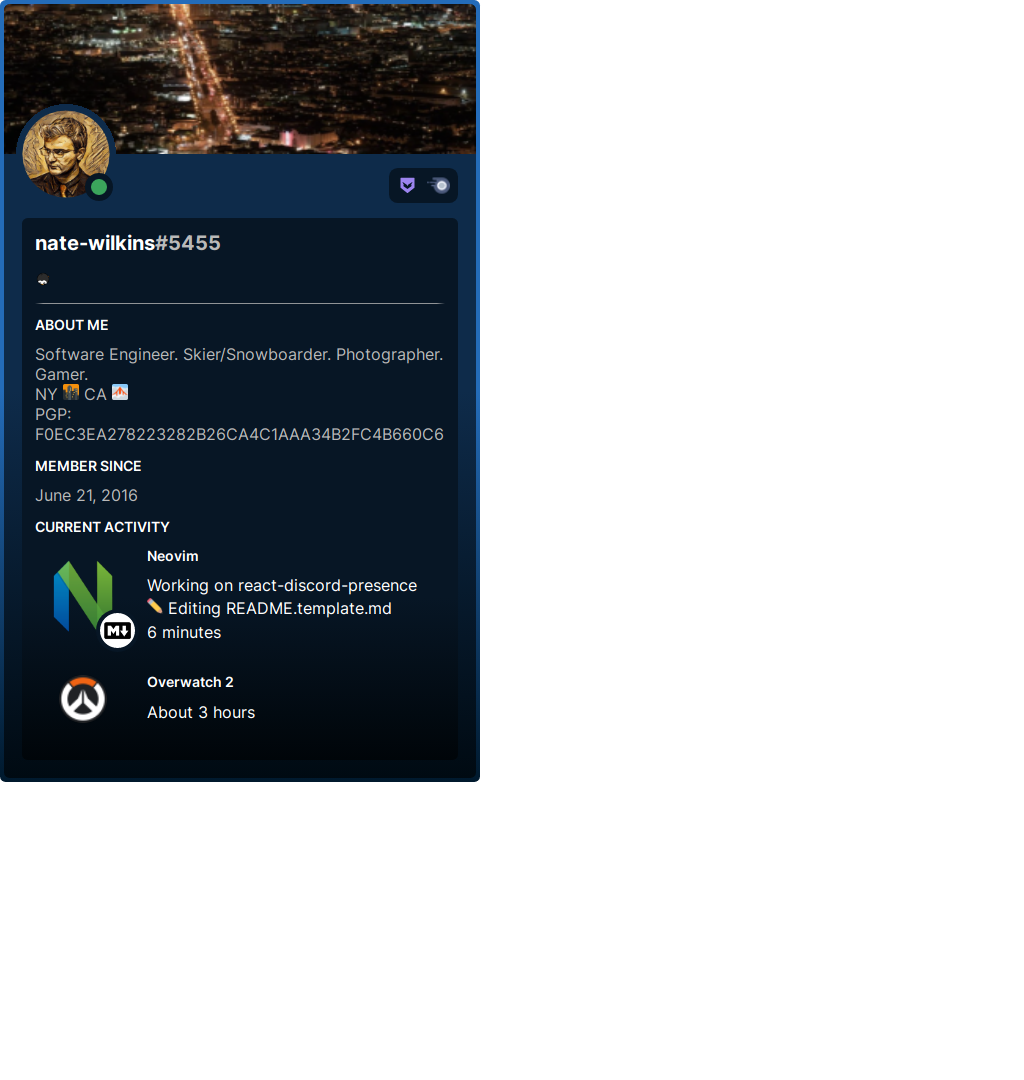 nate-wilkins#5455
ABOUT ME
Software Engineer. Skier/Snowboarder. Photographer.
Gamer.
NY 🌇 CA ⛱
PGP:
F0EC3EA278223282B26CA4C1AAA34B2FC4B660C6
MEMBER SINCE
June 21, 2016
CURRENT ACTIVITY
Neovim
Working on react-discord-presence
✏️ Editing README.template.md
M
6 minutes
Overwatch 2
About 3 hours